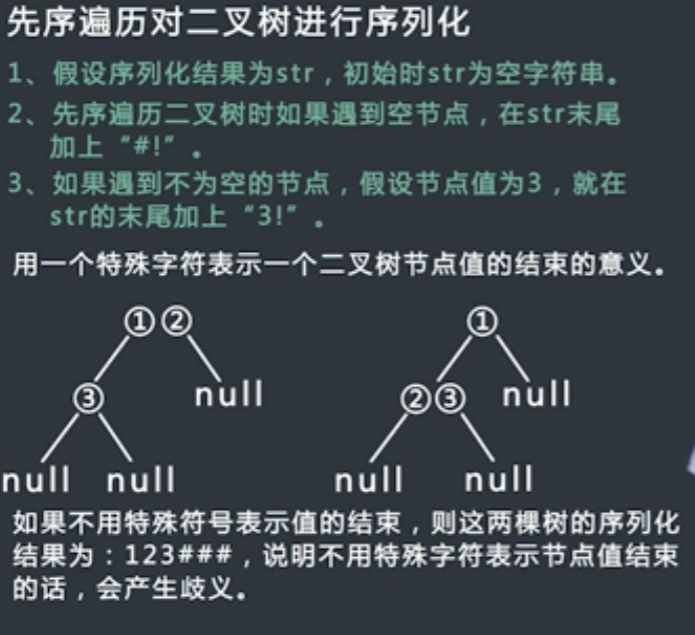 先序遍历对二叉树进行序列化
1、假设序列化结果为str，初始时str为空字符串。
2、先序遍历二叉树时如果遇到空节点，在str末尾
加上“#!”。
3、如果遇到不为空的节点，假设节点值为3，就在
str的末尾加上“3!”。
用一个特殊字符表示一个二叉树节点值的结束的意义。
①② ①
③ null ②③ null
null null null null
如果不用特殊符号表示值的结束，则这两棵树的序列化
结果为：123###，说明不用特殊字符表示节点值结束
的话，会产生歧义。